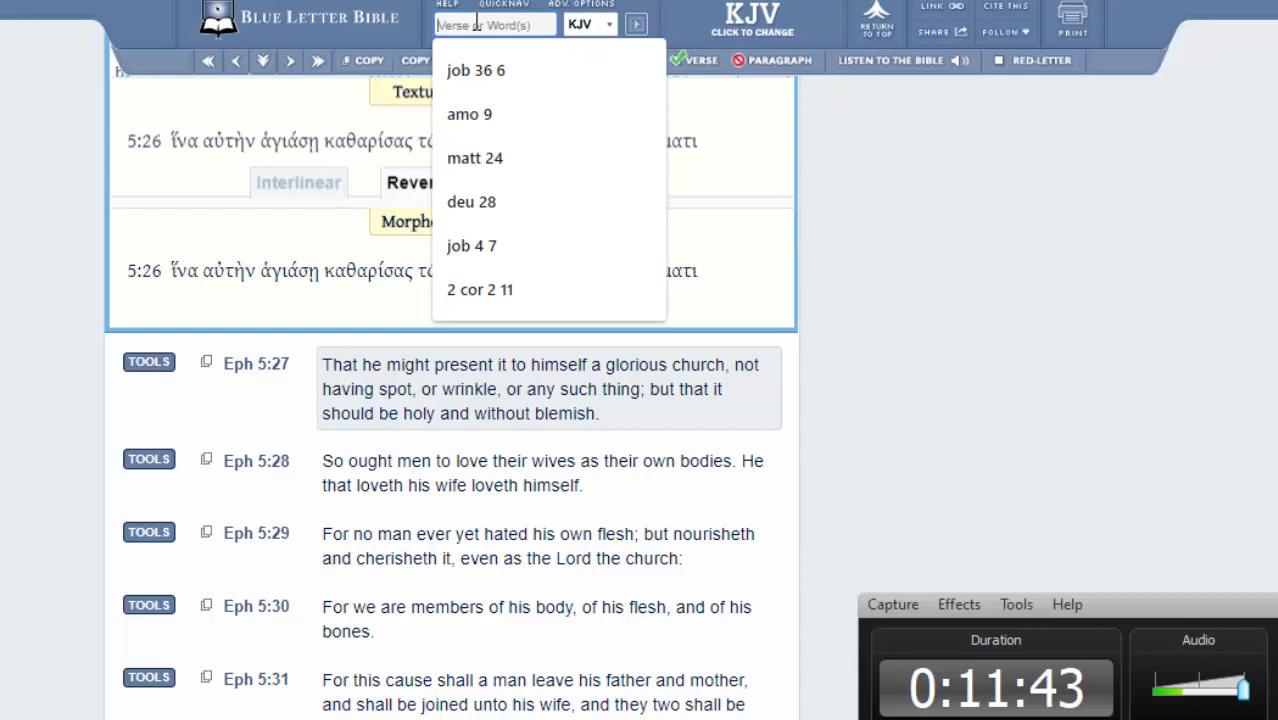 HELP QUICKNAV ADV. OPTIONS
BLUE LETTER BIBLE
Verse or Word(s)
KJV
KJV
CLICK TO CHANGE
RETURN
TO TOP
LINK
CITE THIS
SHARE
FOLLOW
PRINT
COPY
COPY
VERSE
PARAGRAPH
LISTEN TO THE BIBLE
RED-LETTER
job 36 6
amo 9
matt 24
deu 28
job 4 7
2 cor 2 11
Textu
5:26 ἵνα αὐτὴν ἁγιάσῃ καθαρίσας τ
ματι
Interlinear
Rever
Morph
5:26 ἵνα αὐτὴν ἁγιάσῃ καθαρίσας τ
ματι
TOOLS Eph 5:27 That he might present it to himself a glorious church, not
having spot, or wrinkle, or any such thing; but that it
should be holy and without blemish.
TOOLS Eph 5:28 So ought men to love their wives as their own bodies. He
that loveth his wife loveth himself.
TOOLS Eph 5:29 For no man ever yet hated his own flesh; but nourisheth
and cherisheth it, even as the Lord the church:
TOOLS Eph 5:30 For we are members of his body, of his flesh, and of his
bones.
TOOLS Eph 5:31 For this cause shall a man leave his father and mother,
and shall be joined unto his wife, and they two shall be
Capture Effects Tools Help
Duration
Audio
0:11:43